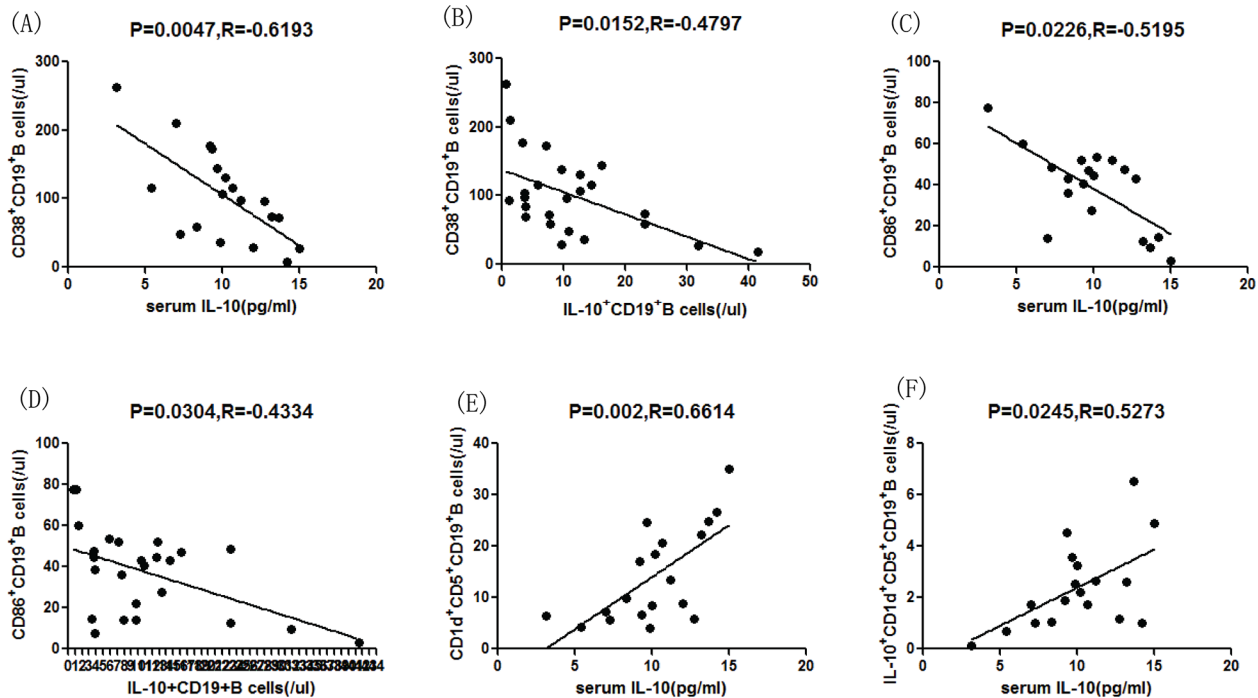 (A)
P=0.0047,R=-0.6193
CD38+CD19+B cells(/ul)
300
200
100
0
0 5 10 15 20
serum IL-10(pg/ml)
(B)
P=0.0152,R=-0.4797
CD38+CD19+B cells(/ul)
300
200
100
0
0 10 20 30 40 50
IL-10+CD19+B cells(/ul)
(C)
P=0.0226,R=-0.5195
CD86+CD19+B cells(/ul)
100
80
60
40
20
0
0 5 10 15 20
serum IL-10(pg/ml)
(D)
P=0.0304,R=-0.4334
CD86+CD19+B cells(/ul)
100
80
60
40
20
0
IL-10+CD19+B cells(/ul)
(E)
P=0.002,R=0.6614
CD1d+CD5+CD19+B cells(/ul)
40
30
20
10
0
0 5 10 15 20
serum IL-10(pg/ml)
(F)
P=0.0245,R=0.5273
IL-10+CD1d+CD5+CD19+B cells(/ul)
8
6
4
2
0
0 5 10 15 20
serum IL-10(pg/ml)